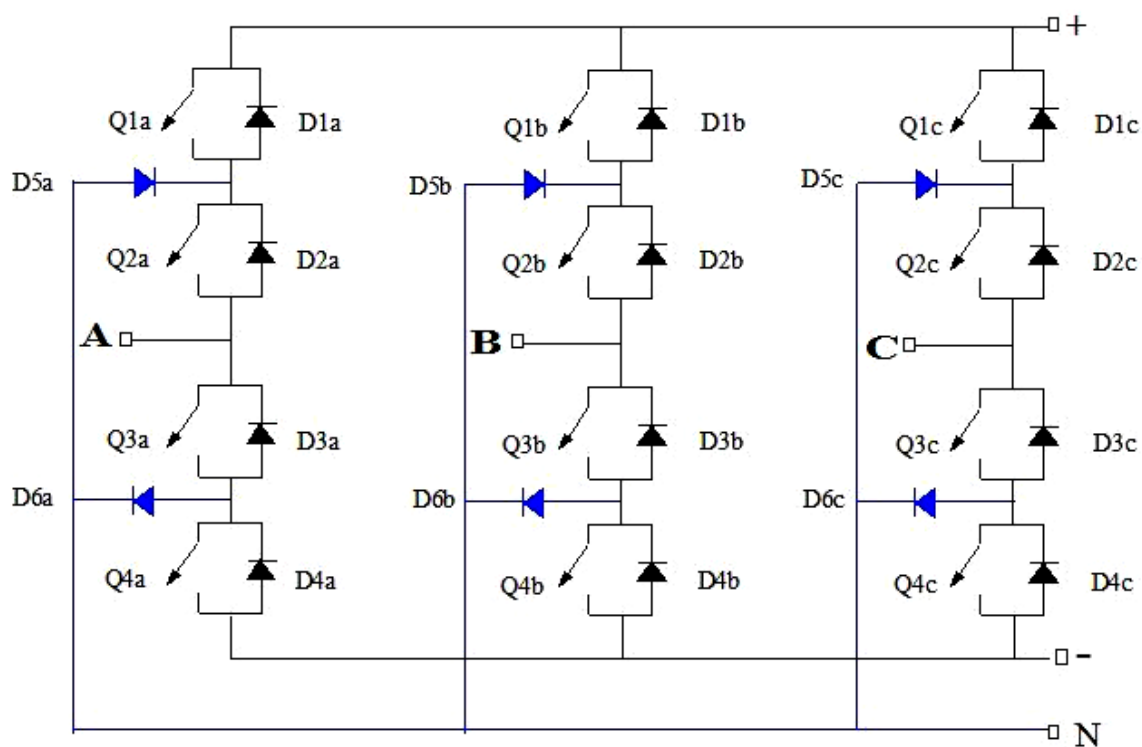 +
Q1a D1a Q1b D1b Q1c D1c
D5a D5b D5c
Q2a D2a Q2b D2b Q2c D2c
A B C
Q3a D3a Q3b D3b Q3c D3c
D6a D6b D6c
Q4a D4a Q4b D4b Q4c D4c
-
N